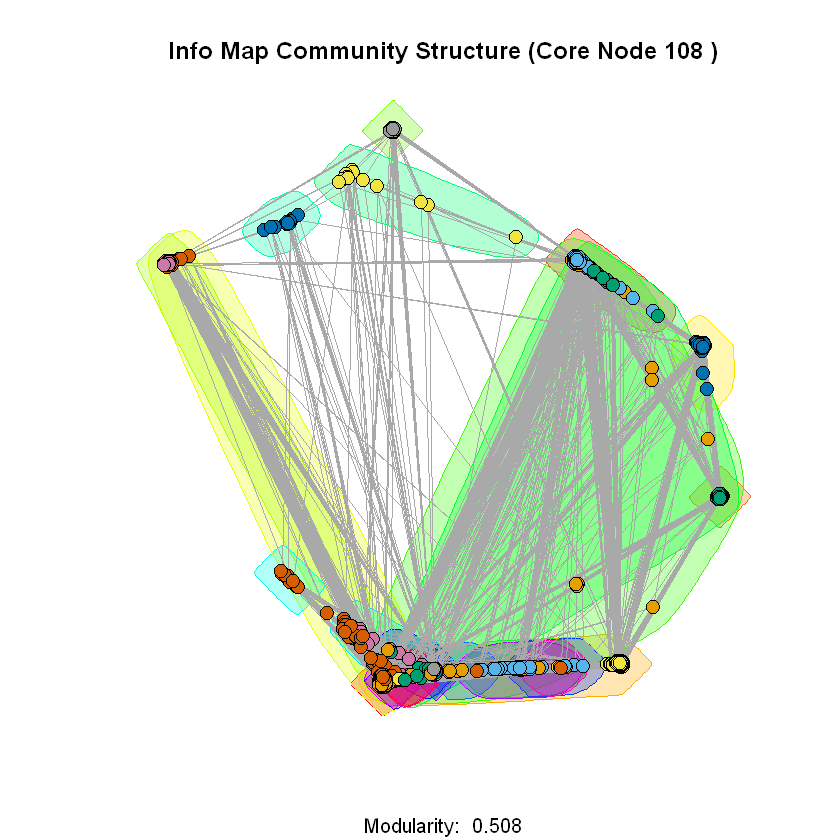 Info Map Community Structure (Core Node 108 )
Modularity:  0.508